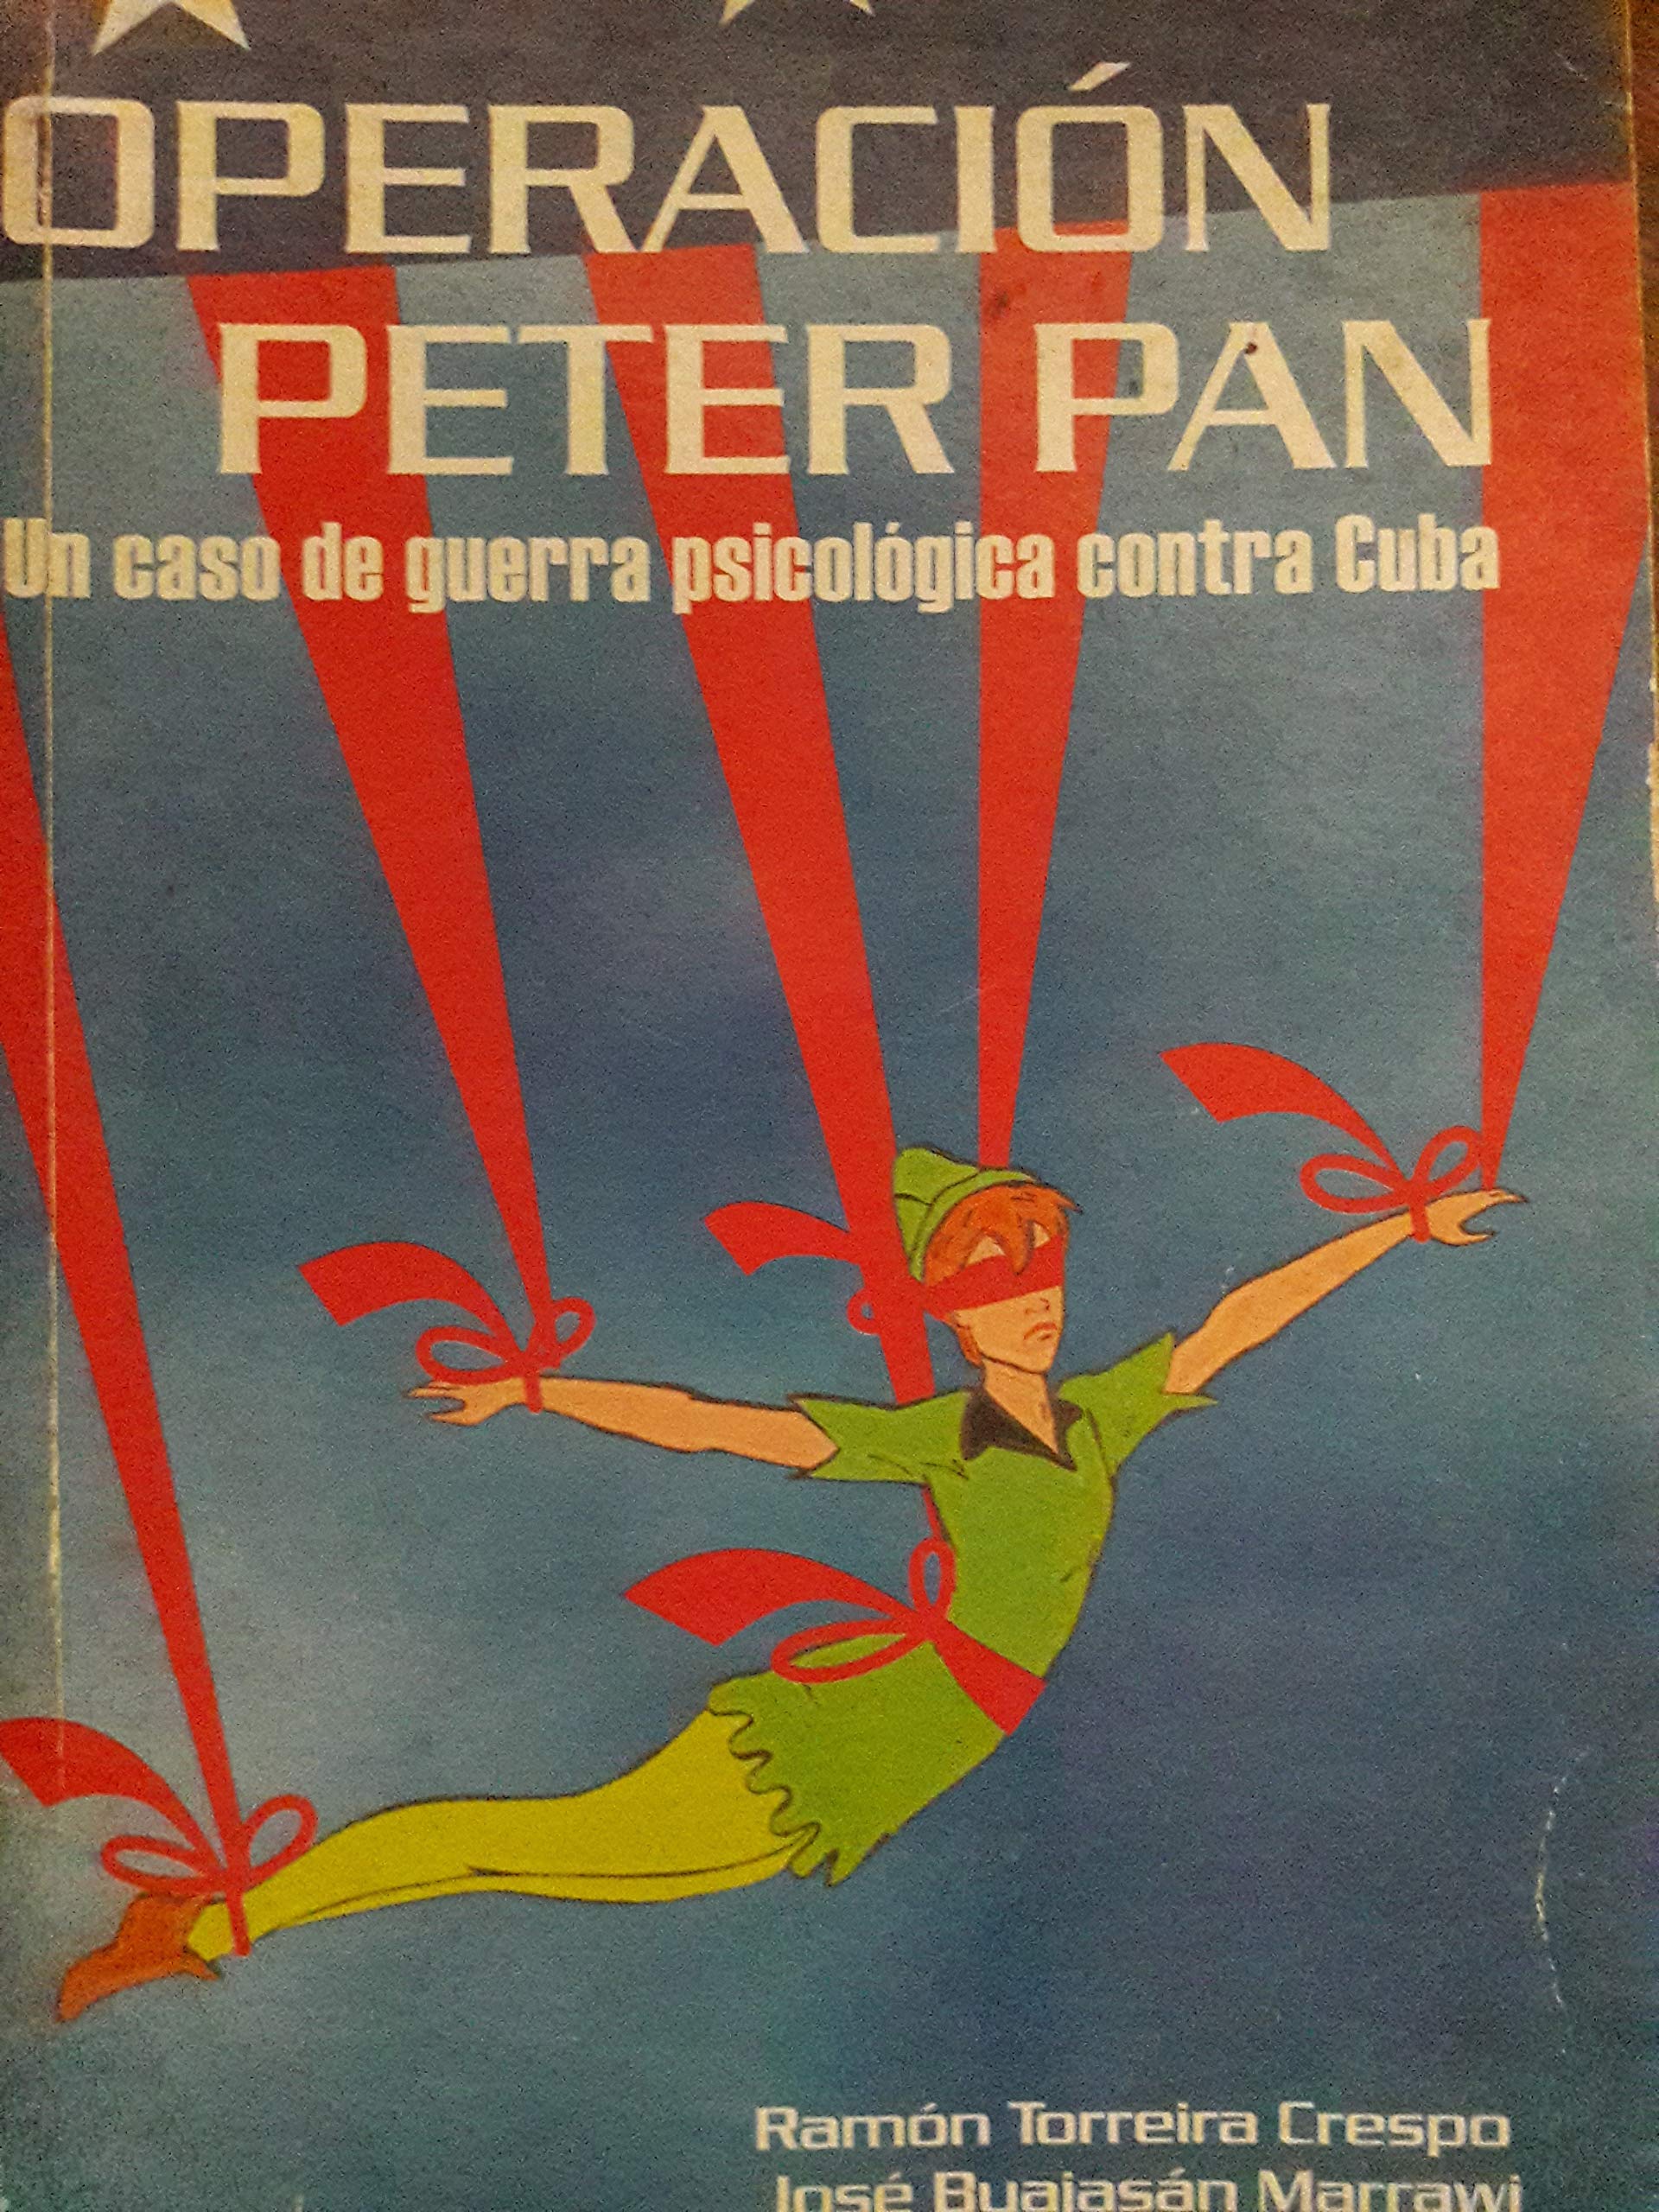 OPERACIÓN
PETER PAN
Un caso de guerra psicológica contra Cuba
Ramón Torreira Crespo
José Buajasán Marrawi